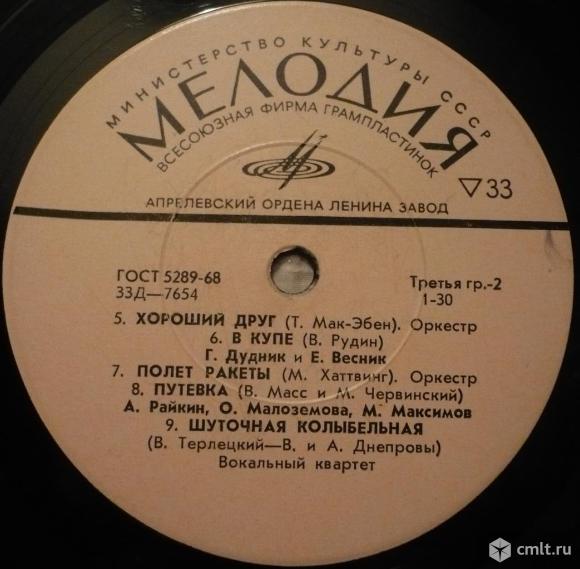 МИНИСТЕРСТВО КУЛЬТУРЫ СССР
МЕЛОДИЯ
ВСЕСОЮЗНАЯ ФИРМА ГРАМПЛАСТИНОК
АПРЕЛЕВСКИЙ ОРДЕНА ЛЕНИНА ЗАВОД
▽33
ГОСТ 5289-68
33Д—7654
Третья гр.-2
1-30
5. ХОРОШИЙ ДРУГ (Т. Мак-Эбен). Оркестр
6. В КУПЕ (В. Рудин)
Г. Дудник и Е. Весник
7. ПОЛЕТ РАКЕТЫ (М. Хаттвинг). Оркестр
8. ПУТЕВКА (В. Масс и М. Червинский)
А. Райкин, О. Малоземова, М. Максимов
9. ШУТОЧНАЯ КОЛЫБЕЛЬНАЯ
(В. Терлецкий—В. и А. Днепровы)
Вокальный квартет
cmlt.ru